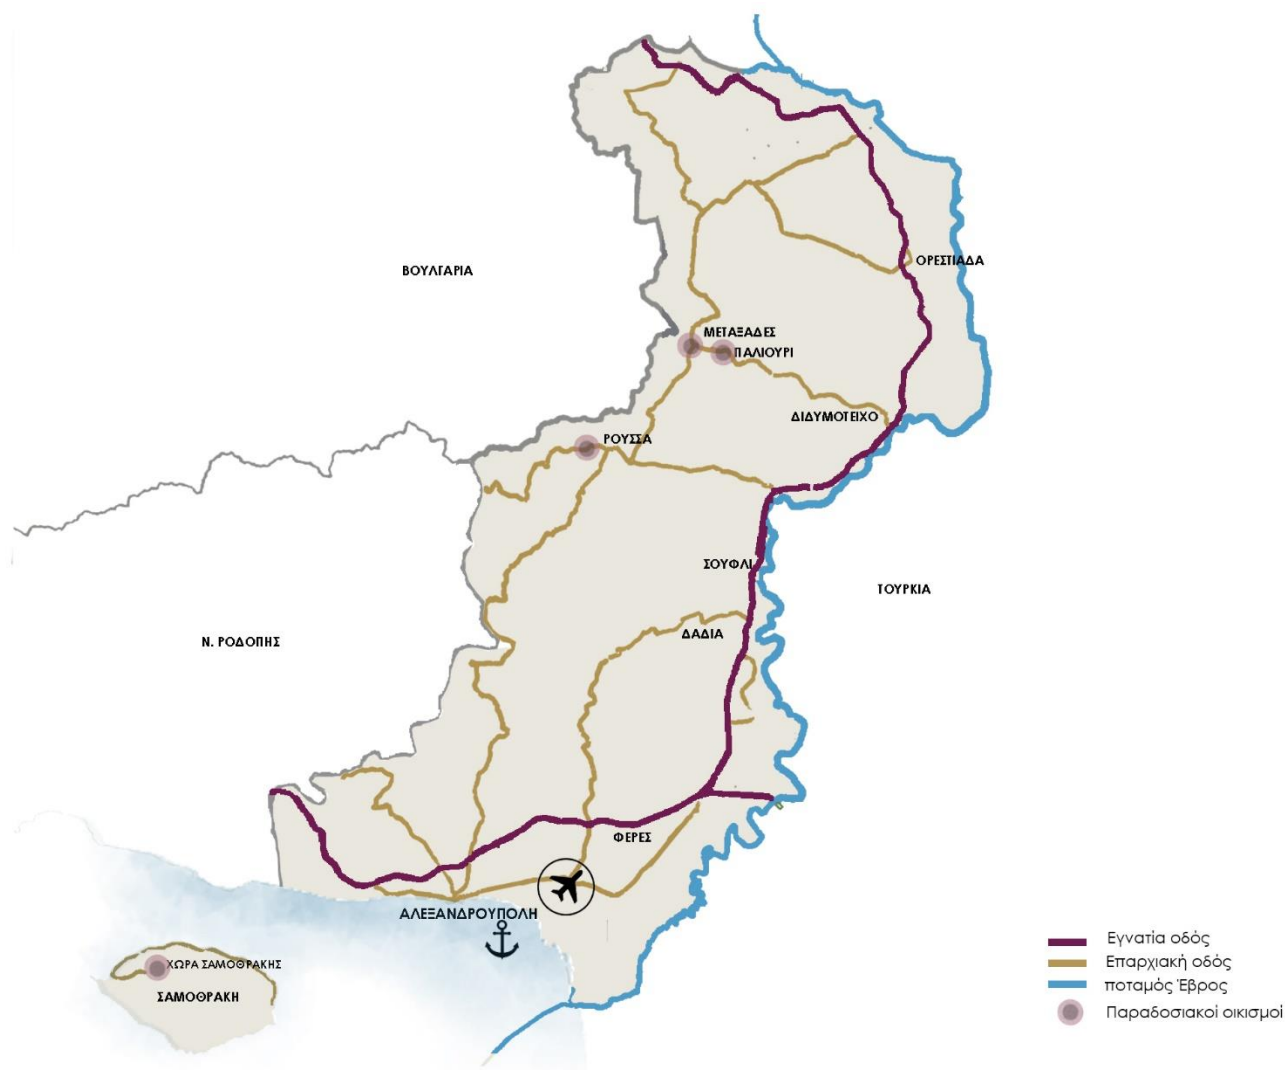 ΒΟΥΛΓΑΡΙΑ
ΟΡΕΣΤΙΑΔΑ
ΜΕΤΑΞΑΔΕΣ
ΠΑΛΙΟΥΡΙ
ΔΙΔΥΜΟΤΕΙΧΟ
ΡΟΥΣΣΑ
ΣΟΥΦΛΙ
ΤΟΥΡΚΙΑ
Ν. ΡΟΔΟΠΗΣ
ΔΑΔΙΑ
ΦΕΡΕΣ
ΑΛΕΞΑΝΔΡΟΥΠΟΛΗ
ΧΩΡΑ ΣΑΜΟΘΡΑΚΗΣ
ΣΑΜΟΘΡΑΚΗ
Εγνατία οδός
Επαρχιακή οδός
ποταμός Έβρος
Παραδοσιακοί οικισμοί